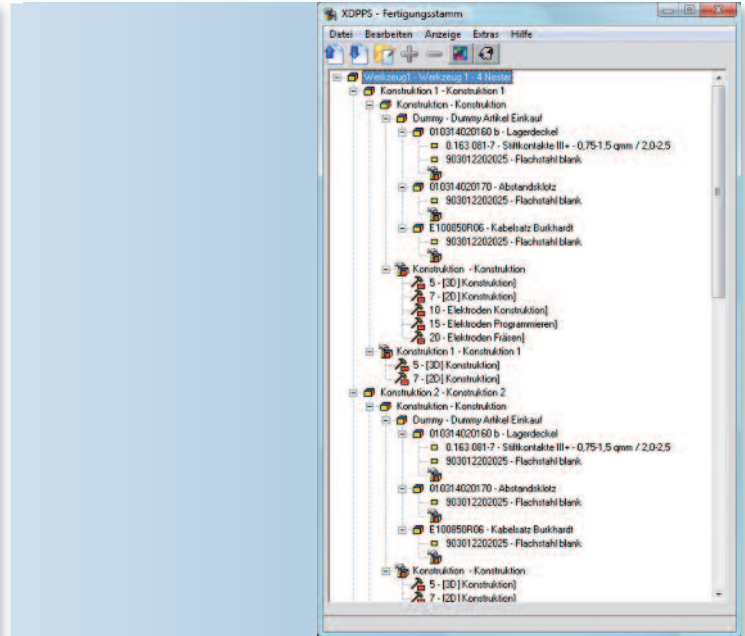 XDPPS - Fertigungsstamm
Datei Bearbeiten Anzeige Extras Hilfe
Werkzeug1 - Werkzeug 1 - 4 Nester
Konstruktion 1 - Konstruktion 1
Konstruktion - Konstruktion
Dummy - Dummy Artikel Einkauf
010314020160 b - Lagerdeckel
0.163.081-7 - Stiftkontakte III+ - 0,75-1,5 qmm / 2,0-2,5
903012202025 - Flachstahl blank
010314020170 - Abstandsklotz
903012202025 - Flachstahl blank
E100850R06 - Kabelsatz Burkhardt
903012202025 - Flachstahl blank
Konstruktion - Konstruktion
5 - [3D] Konstruktion]
7 - [2D] Konstruktion]
10 - Elektroden Konstruktion]
15 - Elektroden Programmieren]
20 - Elektroden Fräsen]
Konstruktion 1 - Konstruktion 1
5 - [3D] Konstruktion]
7 - [2D] Konstruktion]
Konstruktion 2 - Konstruktion 2
Konstruktion - Konstruktion
Dummy - Dummy Artikel Einkauf
010314020160 b - Lagerdeckel
0.163.081-7 - Stiftkontakte III+ - 0,75-1,5 qmm / 2,0-2,5
903012202025 - Flachstahl blank
010314020170 - Abstandsklotz
903012202025 - Flachstahl blank
E100850R06 - Kabelsatz Burkhardt
903012202025 - Flachstahl blank
Konstruktion - Konstruktion
5 - [3D] Konstruktion]
7 - [2D] Konstruktion]